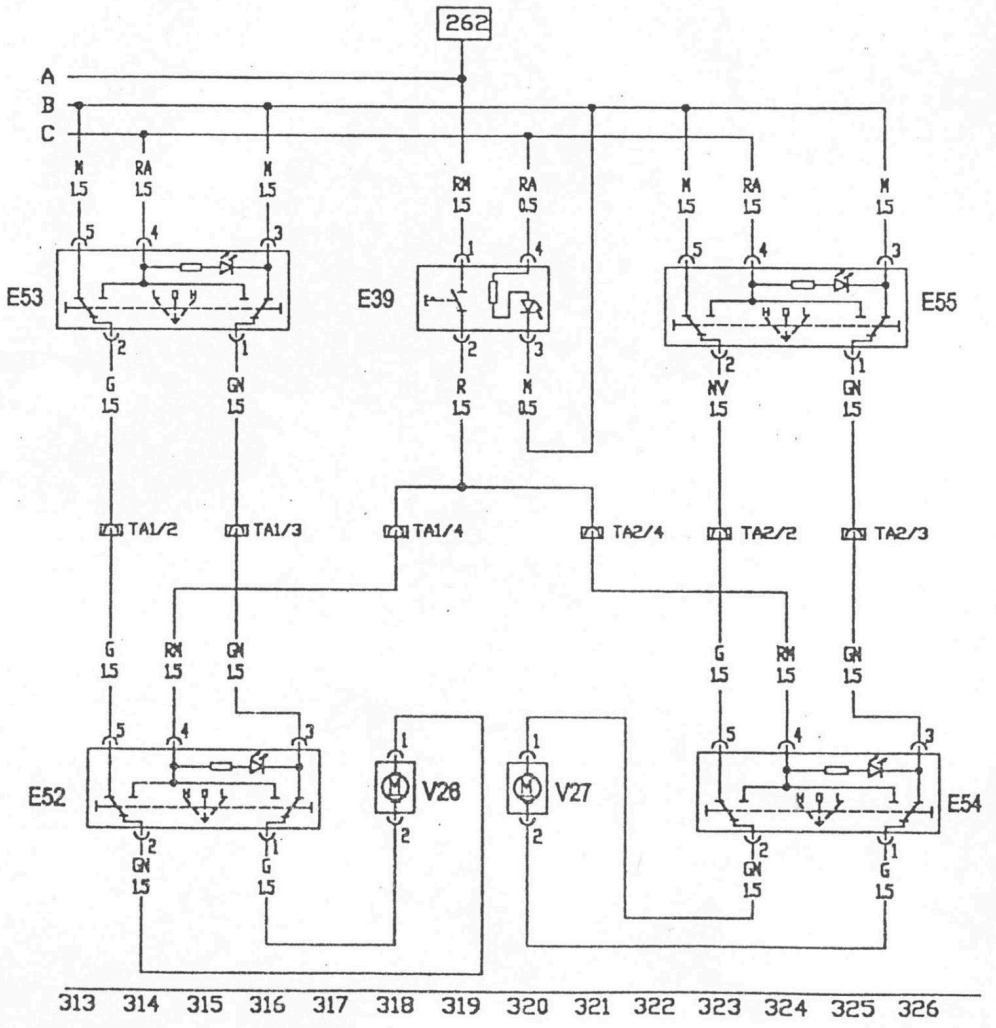 262
A
B
C
M RA M RM RA M RA M
1.5 1.5 1.5 1.5 0.5 1.5 1.5 1.5
5 4 3 1 4 5 4 3
E53 E39 E55
H 0 L
2 1 2 3 2 1
G GN R M NV GN
1.5 1.5 1.5 0.5 1.5 1.5
TA1/2 TA1/3 TA1/4 TA2/4 TA2/2 TA2/3
G RM GN G RM GN
1.5 1.5 1.5 1.5 1.5 1.5
5 4 3 1 1 5 4 3
E52 M V26 M V27 E54
2 1 2 2 2 1
GN G GN G
1.5 1.5 1.5 1.5
313 314 315 316 317 318 319 320 321 322 323 324 325 326